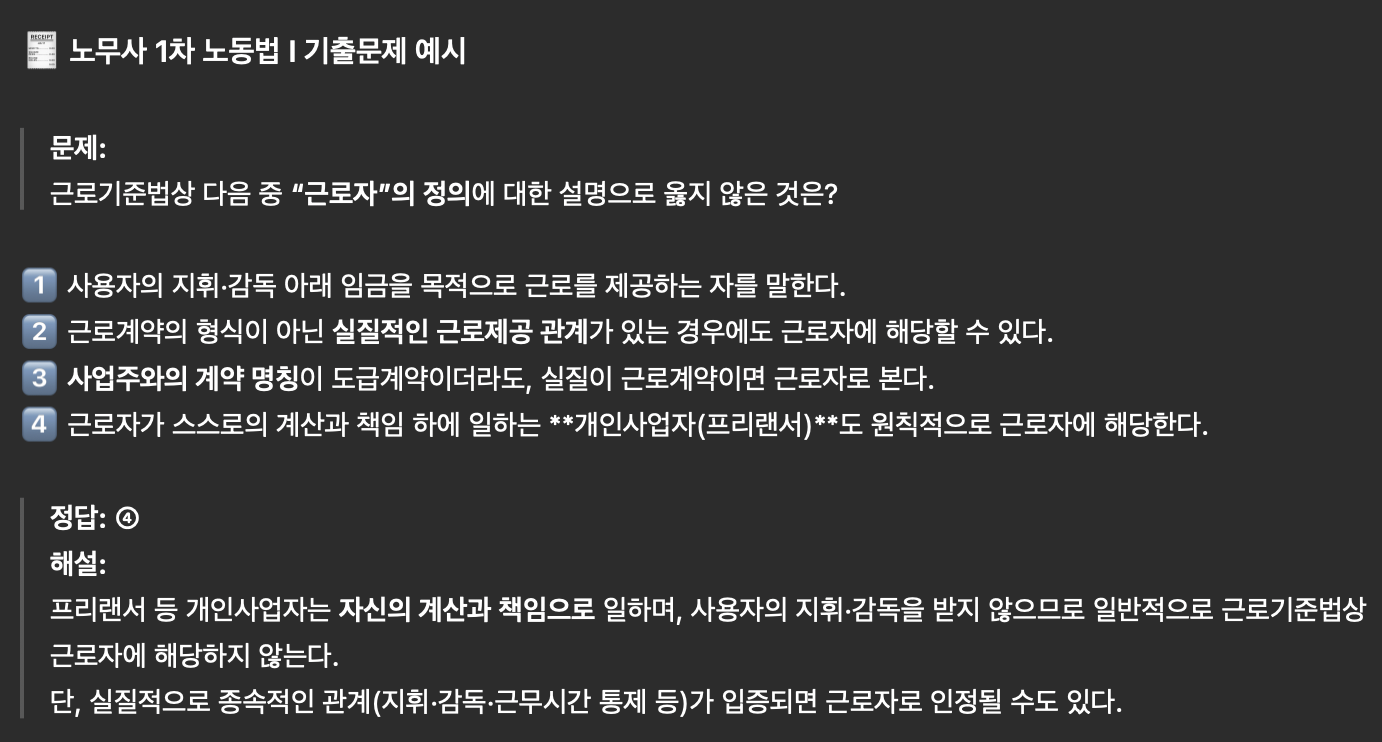 RECEIPT
노무사 1차 노동법 I 기출문제 예시
문제:
근로기준법상 다음 중 “근로자”의 정의에 대한 설명으로 옳지 않은 것은?
1 사용자의 지휘·감독 아래 임금을 목적으로 근로를 제공하는 자를 말한다.
2 근로계약의 형식이 아닌 실질적인 근로제공 관계가 있는 경우에도 근로자에 해당할 수 있다.
3 사업주와의 계약 명칭이 도급계약이더라도, 실질이 근로계약이면 근로자로 본다.
4 근로자가 스스로의 계산과 책임 하에 일하는 **개인사업자(프리랜서)**도 원칙적으로 근로자에 해당한다.
정답: ④
해설:
프리랜서 등 개인사업자는 자신의 계산과 책임으로 일하며, 사용자의 지휘·감독을 받지 않으므로 일반적으로 근로기준법상
근로자에 해당하지 않는다.
단, 실질적으로 종속적인 관계(지휘·감독·근무시간 통제 등)가 입증되면 근로자로 인정될 수도 있다.